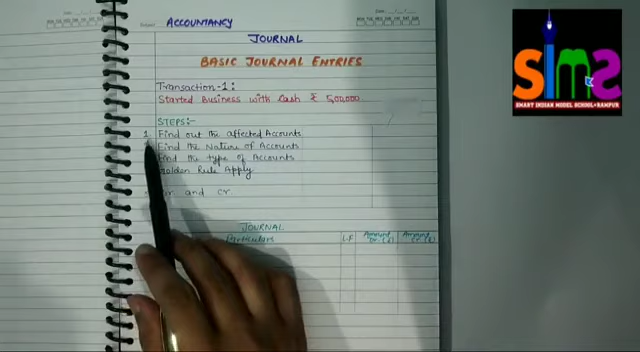 ACCOUNTANCY
JOURNAL
BASIC JOURNAL ENTRIES
Transaction-1:
Started Business with Cash ₹ 5,00,000
STEPS:-
1. Find out the affected Accounts
Find the Nature of Accounts
Find the type of Accounts
Golden Rule Apply
and cr
JOURNAL
Particulars L.F Amount Dr. (₹) Amount Cr. (₹)
SIMS
SMART INDIAN MODEL SCHOOL RAMPUR